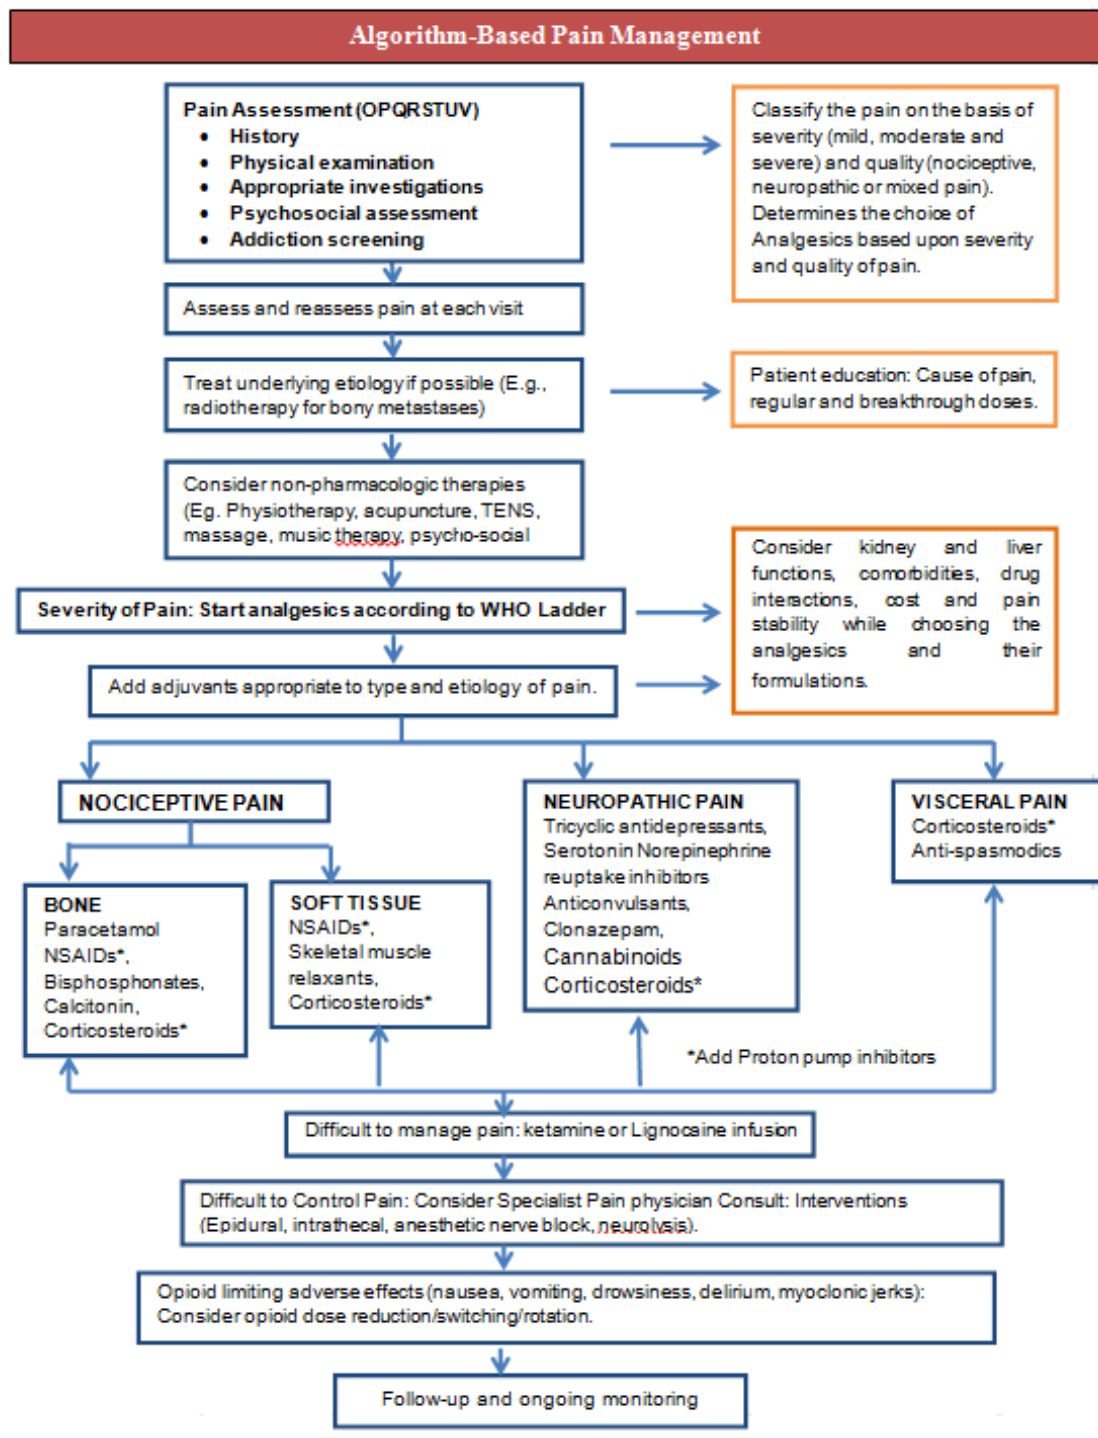 Algorithm-Based Pain Management
Pain Assessment (OPQRSTUV)
• History
• Physical examination
• Appropriate investigations
• Psychosocial assessment
• Addiction screening
Classify the pain on the basis of
severity (mild, moderate and
severe) and quality (nociceptive,
neuropathic or mixed pain).
Determines the choice of
Analgesics based upon severity
and quality of pain.
Assess and reassess pain at each visit
Treat underlying etiology if possible (E.g.,
radiotherapy for bony metastases)
Patient education: Cause of pain,
regular and breakthrough doses.
Consider non-pharmacologic therapies
(Eg. Physiotherapy, acupuncture, TENS,
massage, music therapy, psycho-social
Severity of Pain: Start analgesics according to WHO Ladder
Consider kidney and liver
functions, comorbidities, drug
interactions, cost and pain
stability while choosing the
analgesics and their
formulations.
Add adjuvants appropriate to type and etiology of pain.
NOCICEPTIVE PAIN
BONE
Paracetamol
NSAIDs*,
Bisphosphonates,
Calcitonin,
Corticosteroids*
SOFT TISSUE
NSAIDs*,
Skeletal muscle
relaxants,
Corticosteroids*
NEUROPATHIC PAIN
Tricyclic antidepressants,
Serotonin Norepinephrine
reuptake inhibitors
Anticonvulsants,
Clonazepam,
Cannabinoids
Corticosteroids*
VISCERAL PAIN
Corticosteroids*
Anti-spasmodics
*Add Proton pump inhibitors
Difficult to manage pain: ketamine or Lignocaine infusion
Difficult to Control Pain: Consider Specialist Pain physician Consult: Interventions
(Epidural, intrathecal, anesthetic nerve block, neurolysis).
Opioid limiting adverse effects (nausea, vomiting, drowsiness, delirium, myoclonic jerks):
Consider opioid dose reduction/switching/rotation.
Follow-up and ongoing monitoring